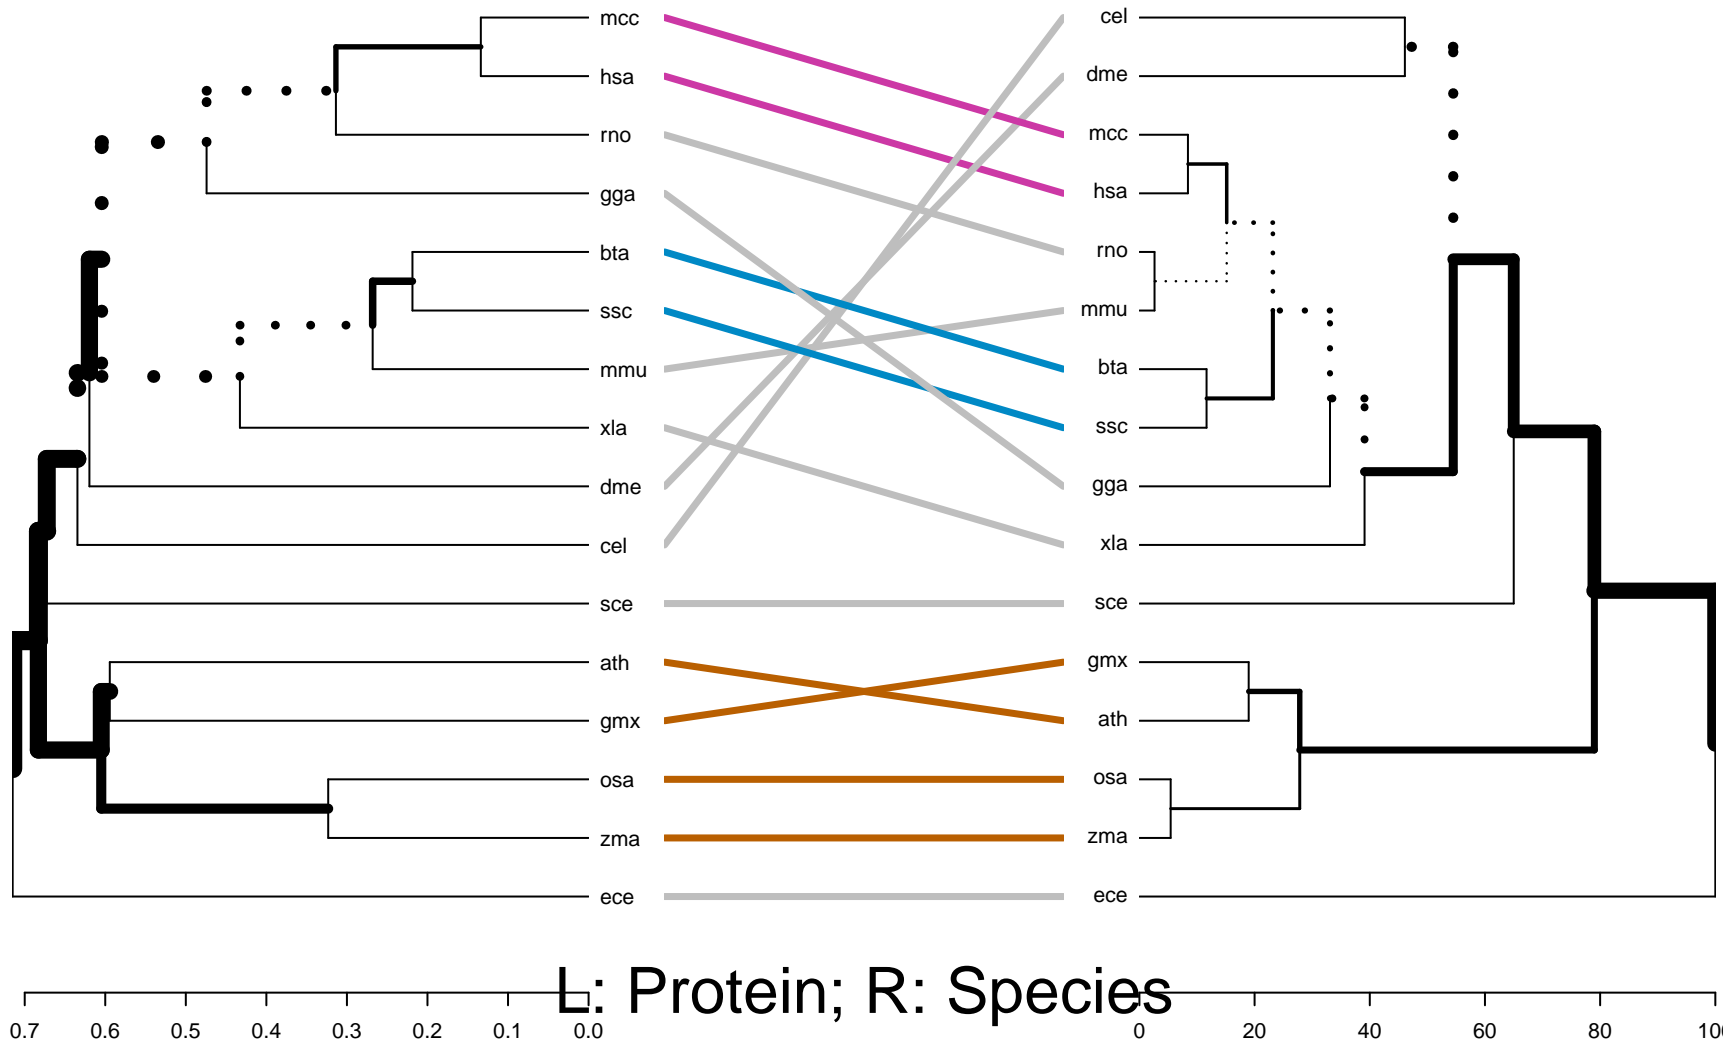 mcc
hsa
rno
gga
bta
ssc
mmu
xla
dme
cel
sce
ath
gmx
osa
zma
ece
cel
dme
mcc
hsa
rno
mmu
bta
ssc
gga
xla
sce
gmx
ath
osa
zma
ece
L: Protein; R: Species
0.7 0.6 0.5 0.4 0.3 0.2 0.1 0.0
0 20 40 60 80 100